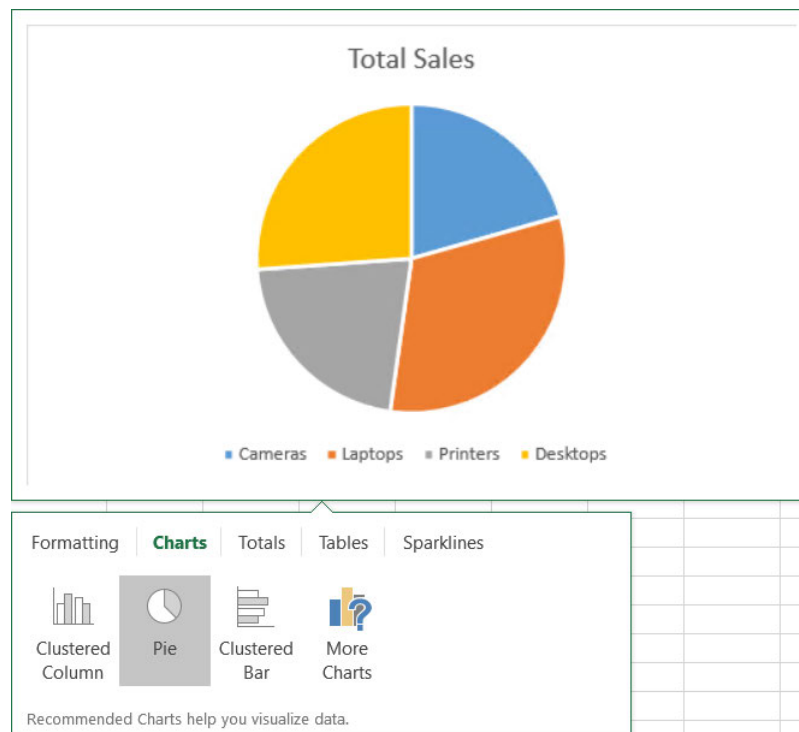 Total Sales
Cameras Laptops Printers Desktops
Formatting Charts Totals Tables Sparklines
Clustered Column Pie Clustered Bar More Charts
Recommended Charts help you visualize data.